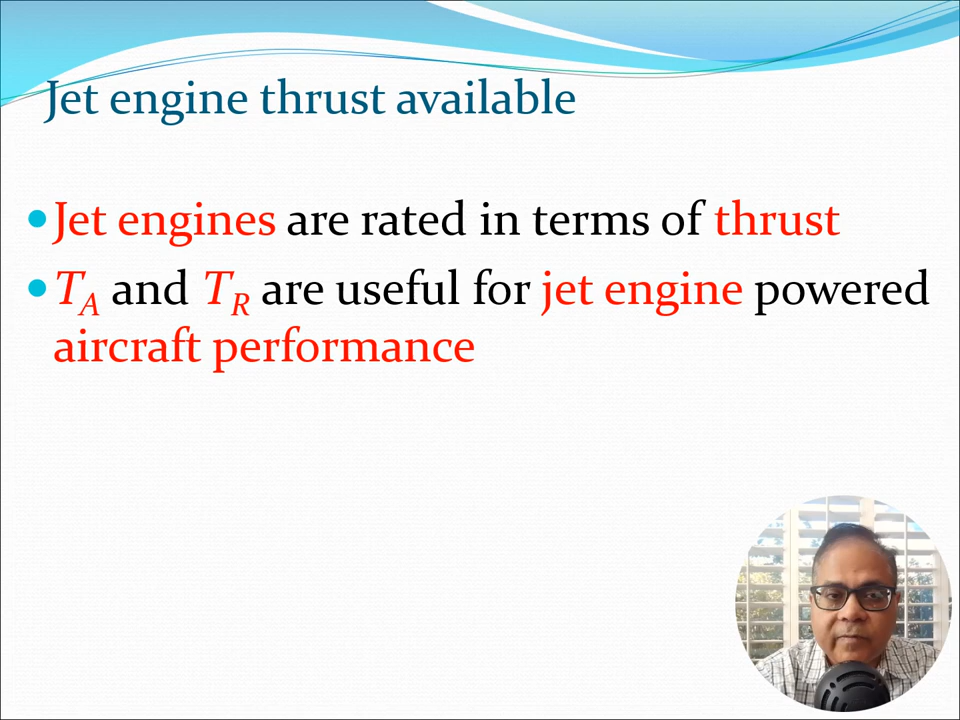 Jet engine thrust available
• Jet engines are rated in terms of thrust
• T_A and T_R are useful for jet engine powered
aircraft performance